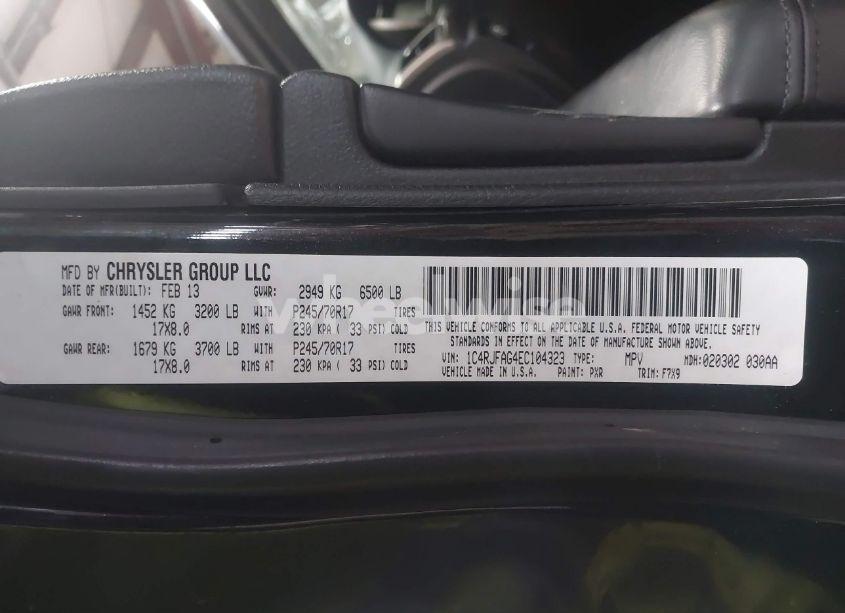 MFD BY CHRYSLER GROUP LLC
DATE OF MFR(BUILT): FEB 13 GVWR: 2949 KG 6500 LB
GAWR FRONT: 1452 KG 3200 LB WITH P245/70R17 TIRES
17X8.0 RIMS AT 230 KPA ( 33 PSI) COLD
GAWR REAR: 1679 KG 3700 LB WITH P245/70R17 TIRES
17X8.0 RIMS AT 230 KPA ( 33 PSI) COLD
THIS VEHICLE CONFORMS TO ALL APPLICABLE U.S.A. FEDERAL MOTOR VEHICLE SAFETY
STANDARDS IN EFFECT ON THE DATE OF MANUFACTURE SHOWN ABOVE.
VIN: 1C4RJFAG4EC104323 TYPE: MPV MDH:020302 030AA
VEHICLE MADE IN U.S.A. PAINT: PXR TRIM: F7X9
wheelwise